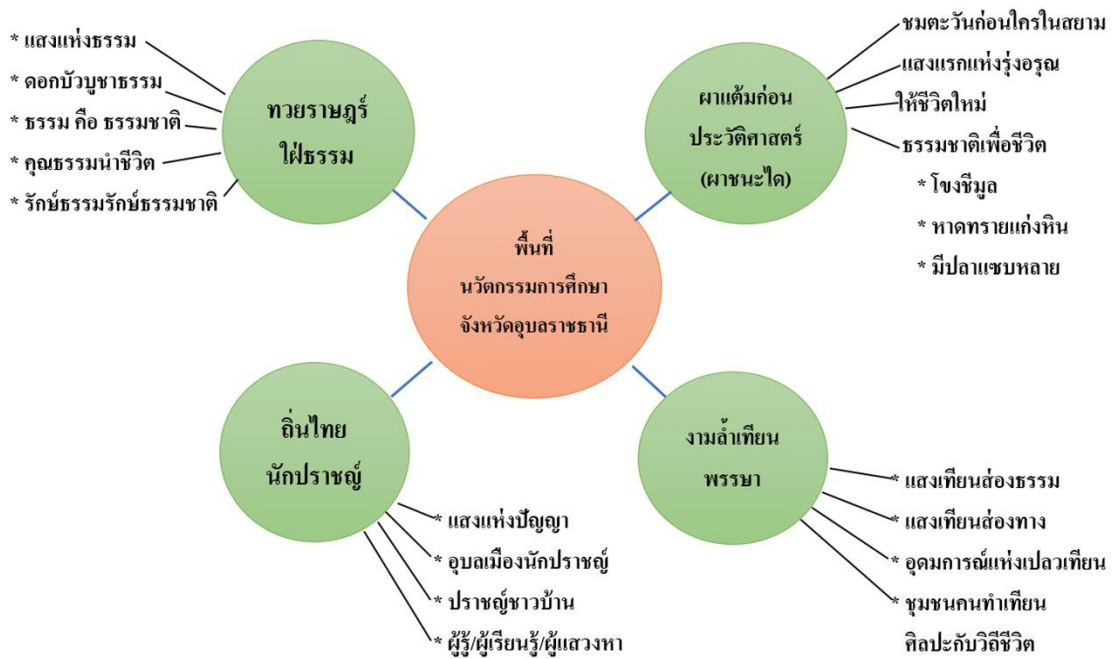 * แสงแห่งธรรม
* ดอกบัวบูชาธรรม
* ธรรม คือ ธรรมชาติ
* คุณธรรมนำชีวิต
* รักษ์ธรรมรักษ์ธรรมชาติ
ทวยราษฎร์
ใฝ่ธรรม
ผาแต้มก่อน
ประวัติศาสตร์
(ผาชนะได)
ชมตะวันก่อนใครในสยาม
แสงแรกแห่งรุ่งอรุณ
ให้ชีวิตใหม่
ธรรมชาติเพื่อชีวิต
* โขงชีมูล
* หาดทรายแก่งหิน
* มีปลาแซบหลาย
พื้นที่
นวัตกรรมการศึกษา
จังหวัดอุบลราชธานี
ถิ่นไทย
นักปราชญ์
* แสงแห่งปัญญา
* อุบลเมืองนักปราชญ์
* ปราชญ์ชาวบ้าน
* ผู้รู้/ผู้เรียนรู้/ผู้แสวงหา
งามล้ำเทียน
พรรษา
* แสงเทียนส่องธรรม
* แสงเทียนส่องทาง
* อุดมการณ์แห่งเปลวเทียน
* ชุมชนคนทำเทียน
ศิลปะกับวิถีชีวิต